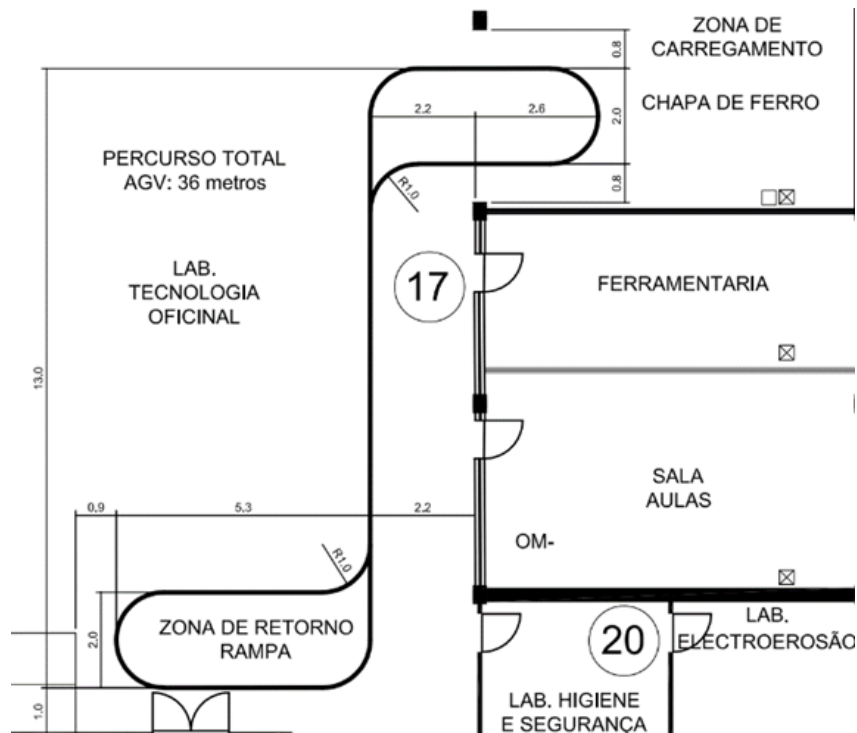 ZONA DE
CARREGAMENTO
CHAPA DE FERRO
0.8
2.0
0.8
2.2
2.6
R1.0
PERCURSO TOTAL
AGV: 36 metros
LAB.
TECNOLOGIA
OFICINAL
17
FERRAMENTARIA
13.0
SALA
AULAS
OM-
0.9
5.3
2.2
R1.0
2.0
ZONA DE RETORNO
RAMPA
20
LAB.
ELECTROEROSÃO
1.0
LAB. HIGIENE
E SEGURANÇA